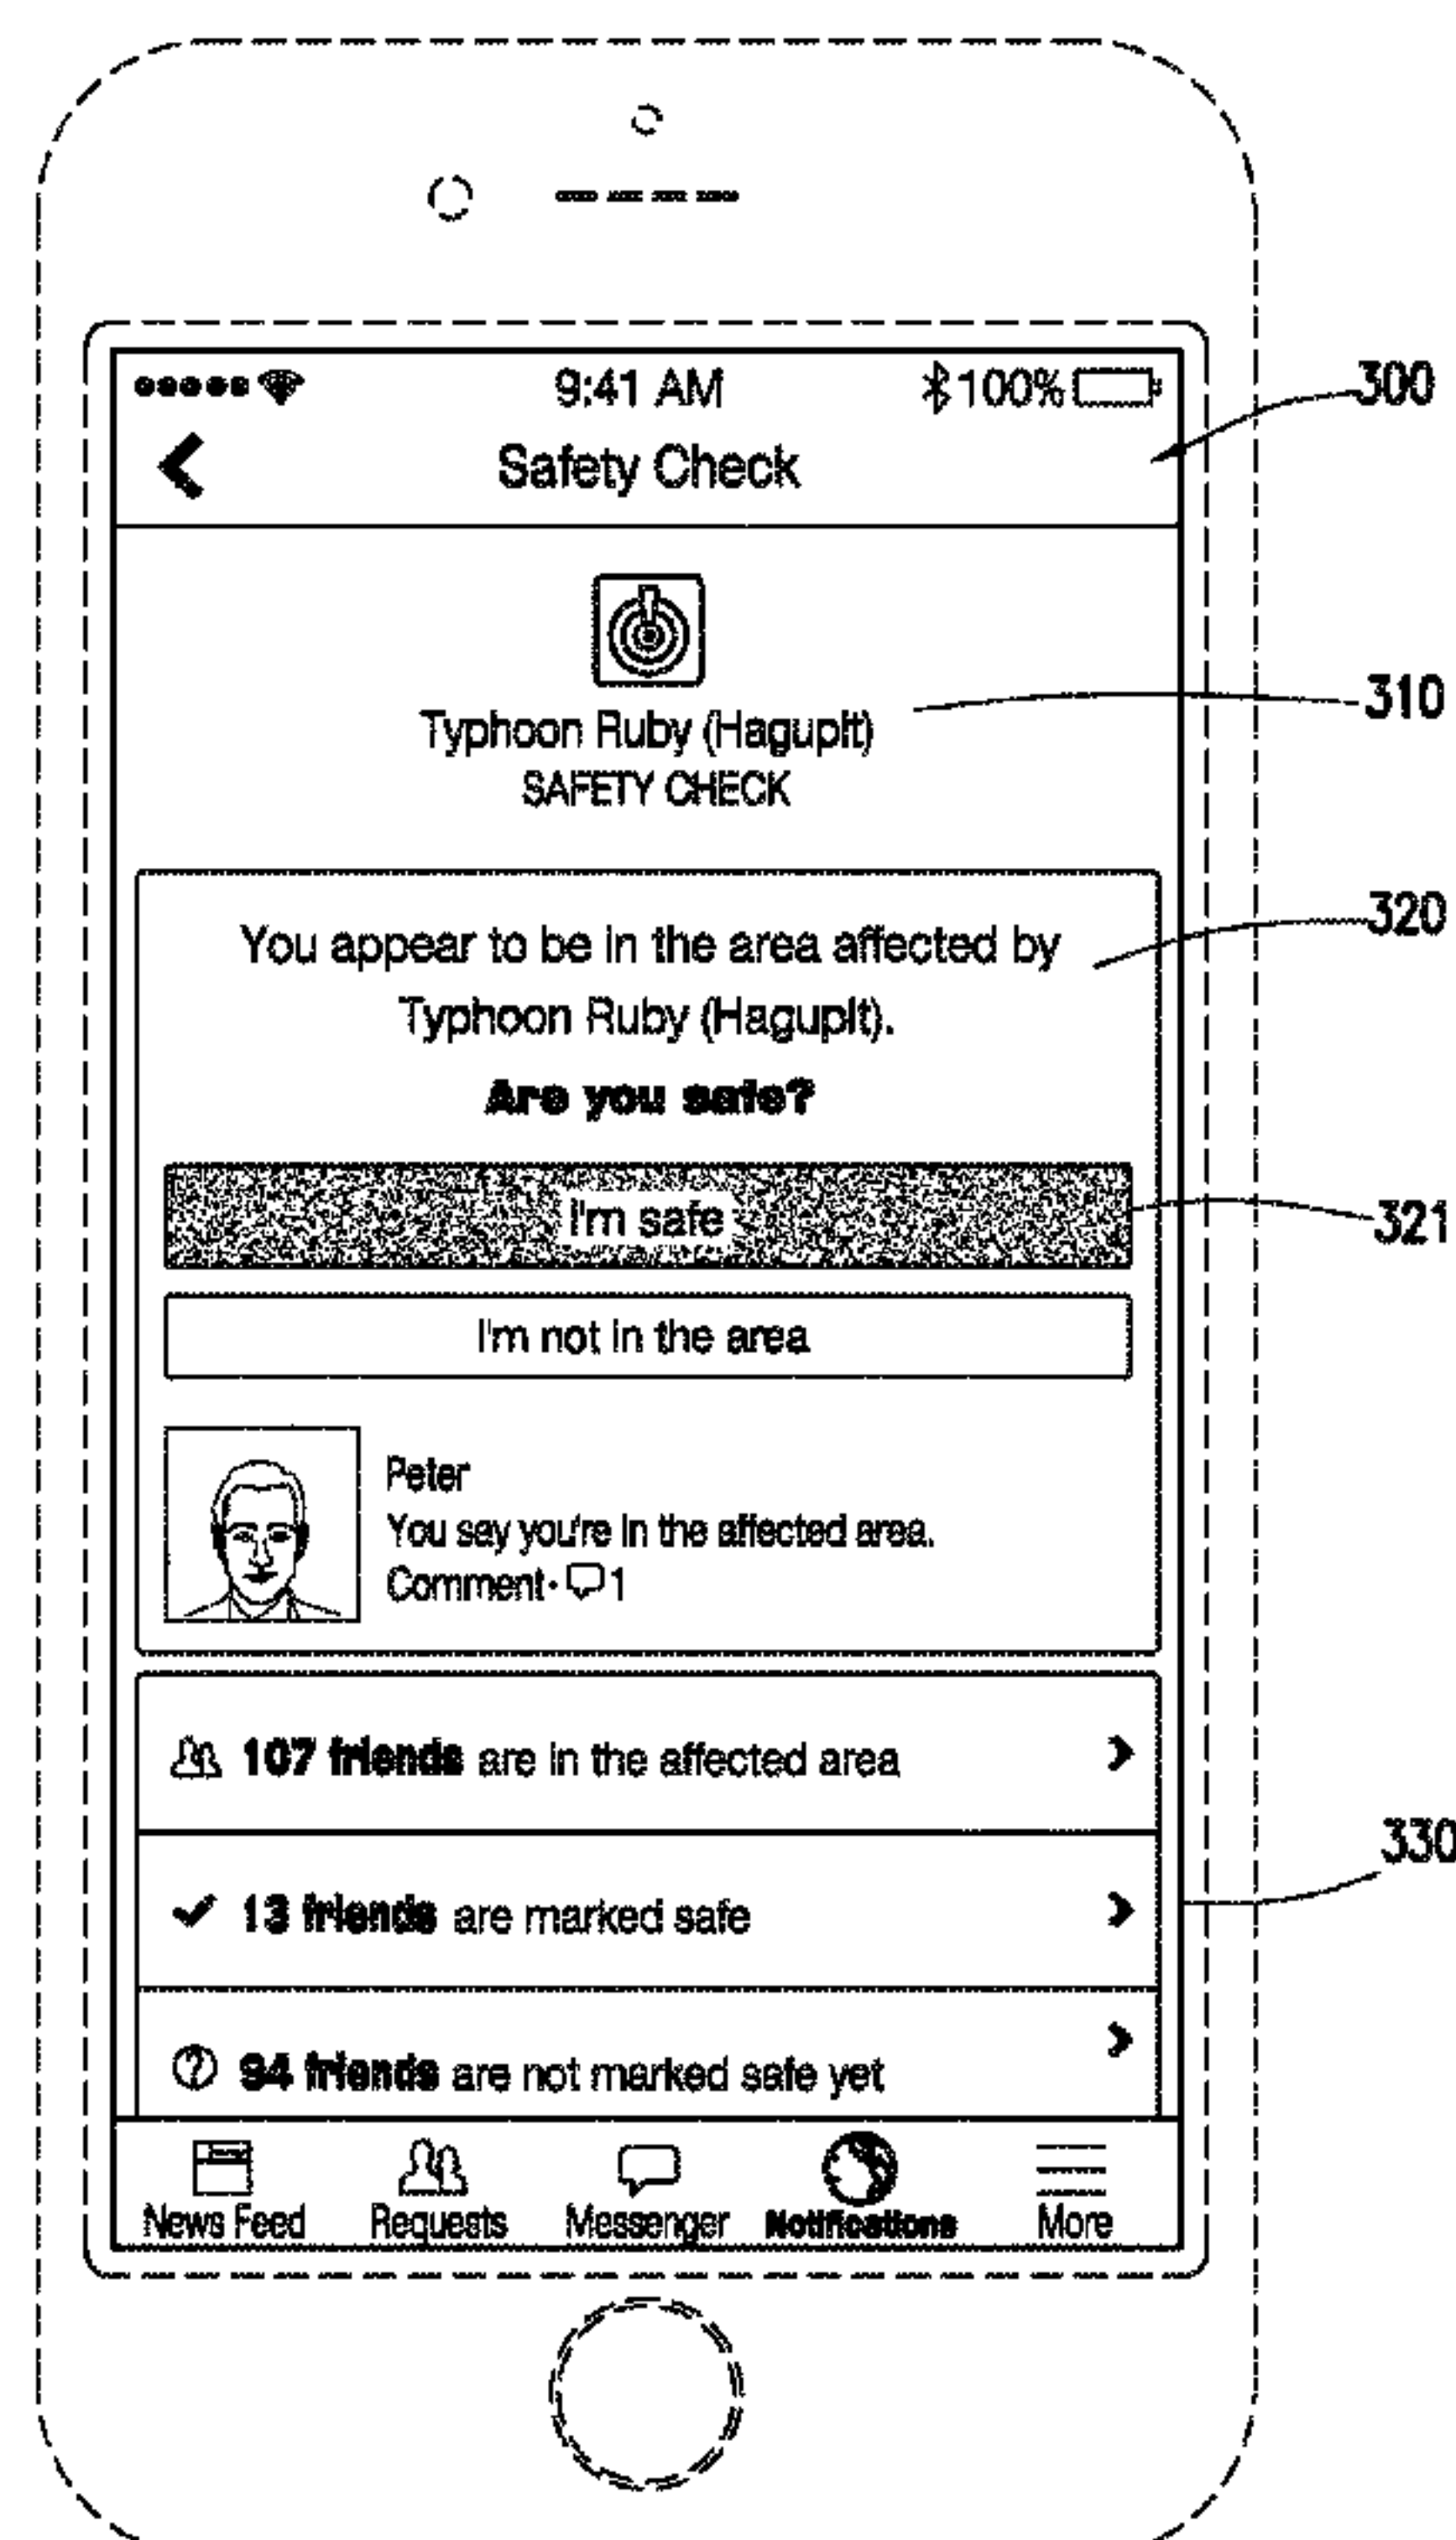 9:41 AM
100%
300
Safety Check
310
Typhoon Ruby (Hagupit)
SAFETY CHECK
320
You appear to be in the area affected by
Typhoon Ruby (Hagupit).
Are you safe?
I'm safe
321
I'm not in the area
Peter
You say you're in the affected area.
Comment · 1
107 friends are in the affected area
330
13 friends are marked safe
94 friends are not marked safe yet
News Feed Requests Messenger Notifications More